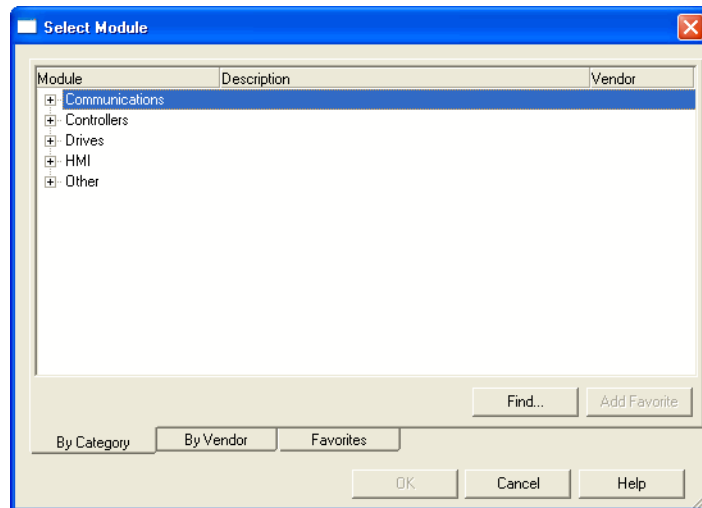 Select Module
Module Description Vendor
Communications
Controllers
Drives
HMI
Other
Find... Add Favorite
By Category By Vendor Favorites
OK Cancel Help